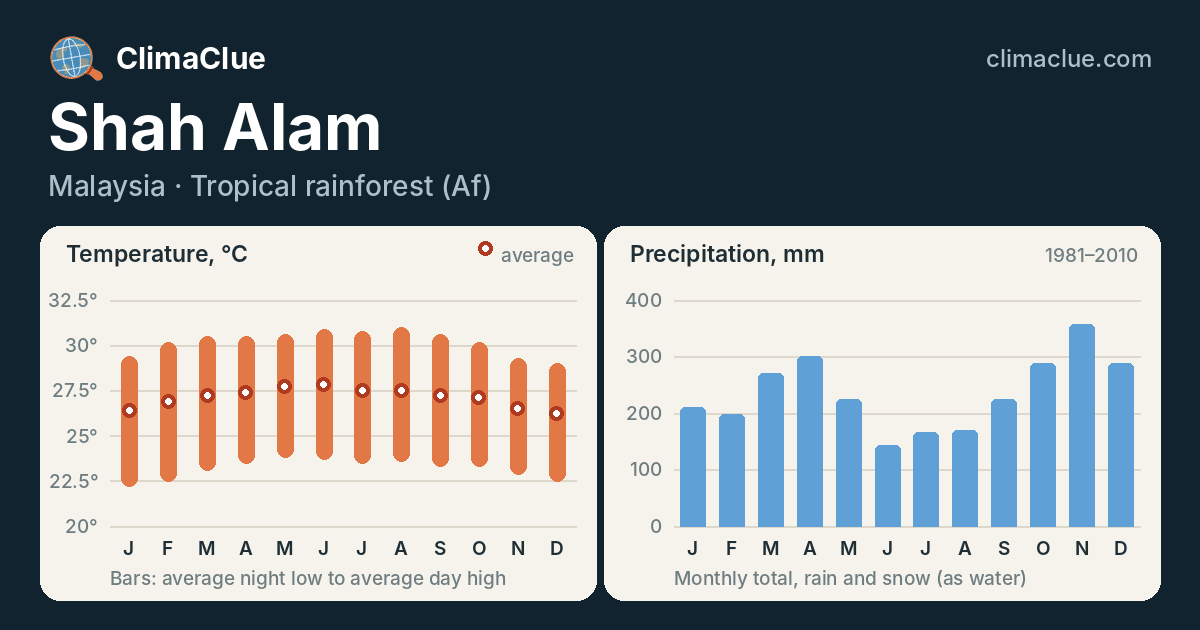 ClimaClue
climaclue.com
Shah Alam
Malaysia · Tropical rainforest (Af)
Temperature, °C
average
32.5°
30°
27.5°
25°
22.5°
20°
J F M A M J J A S O N D
Bars: average night low to average day high
Precipitation, mm
1981–2010
400
300
200
100
0
J F M A M J J A S O N D
Monthly total, rain and snow (as water)